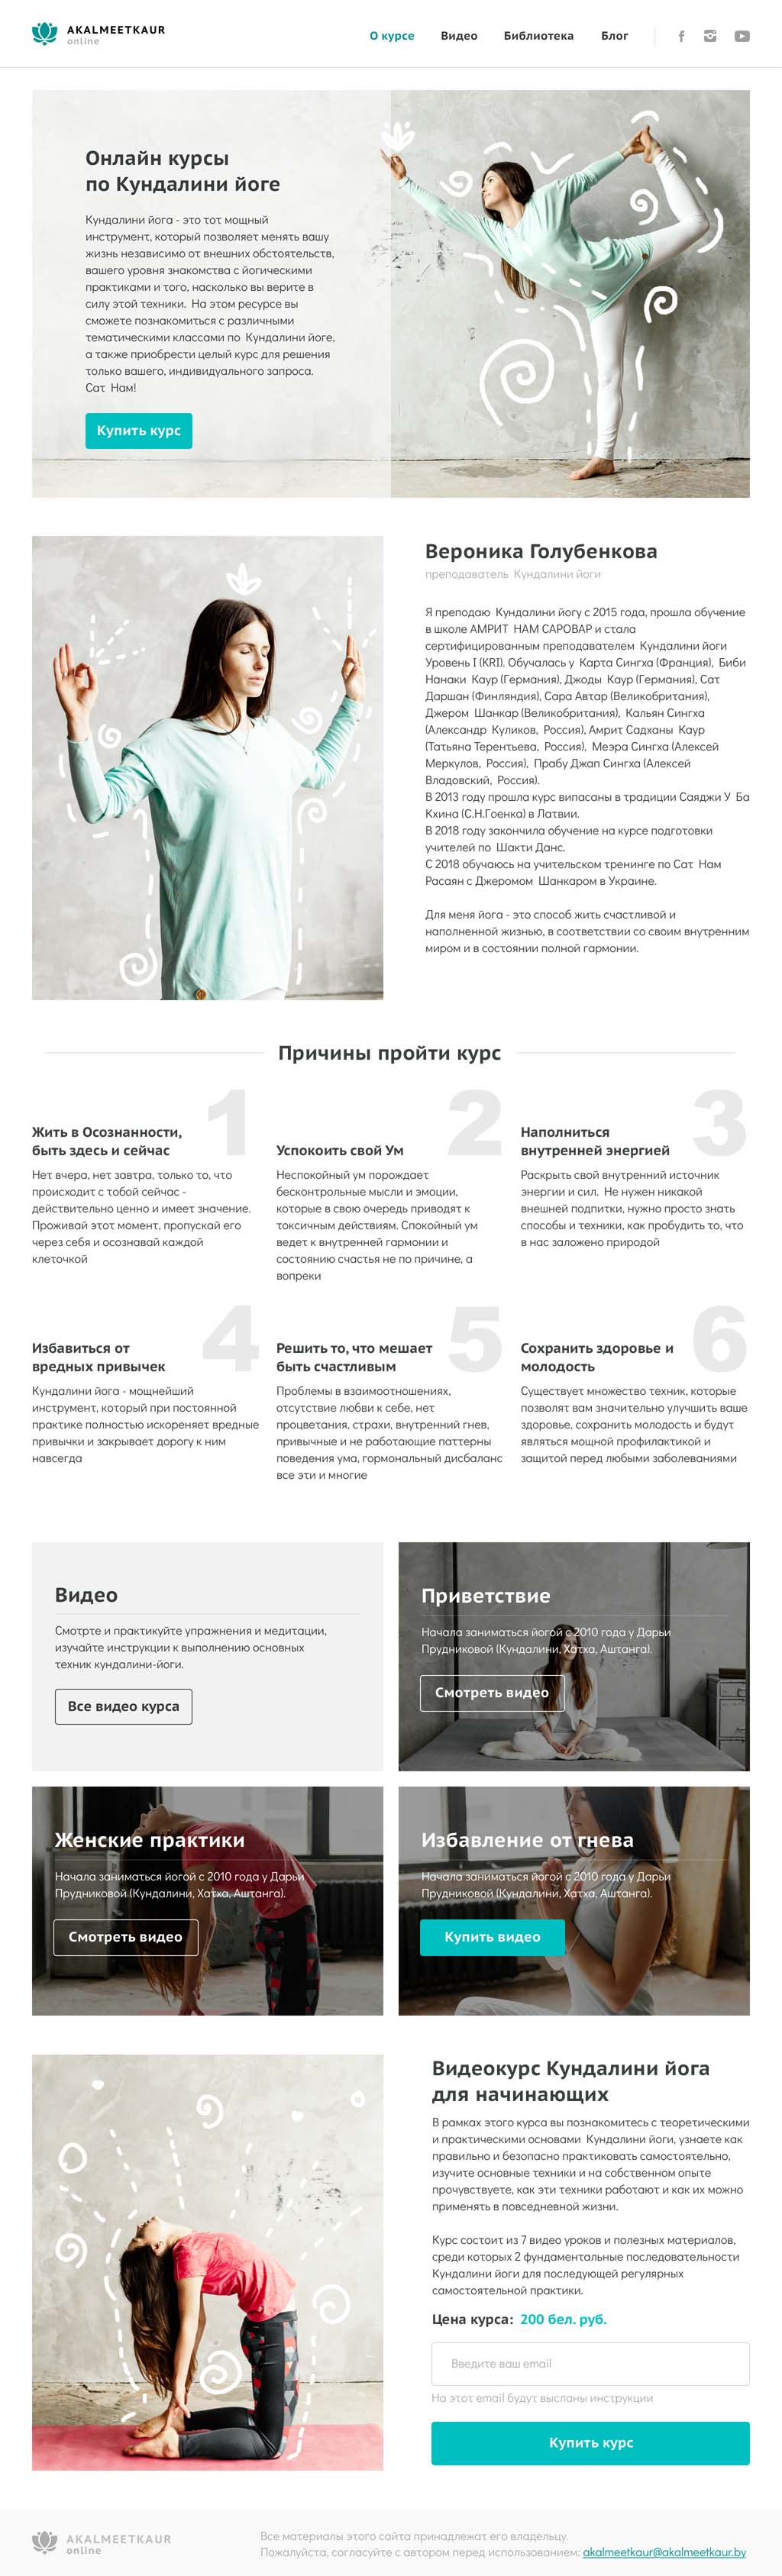 AKALMEETKAUR
online
О курсе Видео Библиотека Блог
Онлайн курсы
по Кундалини йоге
Кундалини йога - это тот мощный
инструмент, который позволяет менять вашу
жизнь независимо от внешних обстоятельств,
вашего уровня знакомства с йогическими
практиками и того, насколько вы верите в
силу этой техники. На этом ресурсе вы
сможете познакомиться с различными
тематическими классами по Кундалини йоге,
а также приобрести целый курс для решения
только вашего, индивидуального запроса.
Сат Нам!
Купить курс
Вероника Голубенкова
преподаватель Кундалини йоги
Я преподаю Кундалини йогу с 2015 года, прошла обучение
в школе АМРИТ НАМ САРОВАР и стала
сертифицированным преподавателем Кундалини йоги
Уровень I (KRI). Обучалась у Карта Сингха (Франция), Биби
Нанаки Каур (Германия), Джоды Каур (Германия), Сат
Даршан (Финляндия), Сара Автар (Великобритания),
Джером Шанкар (Великобритания), Кальян Сингха
(Александр Куликов, Россия), Амрит Садханы Каур
(Татьяна Терентьева, Россия), Меэра Сингха (Алексей
Меркулов, Россия), Прабу Джап Сингха (Алексей
Владовский, Россия).
В 2013 году прошла курс випасаны в традиции Саяджи У Ба
Кхина (С.Н.Гоенка) в Латвии.
В 2018 году закончила обучение на курсе подготовки
учителей по Шакти Данс.
С 2018 обучаюсь на учительском тренинге по Сат Нам
Расаян с Джеромом Шанкаром в Украине.
Для меня йога - это способ жить счастливой и
наполненной жизнью, в соответствии со своим внутренним
миром и в состоянии полной гармонии.
Причины пройти курс
1
Жить в Осознанности,
быть здесь и сейчас
Нет вчера, нет завтра, только то, что
происходит с тобой сейчас -
действительно ценно и имеет значение.
Проживай этот момент, пропускай его
через себя и осознавай каждой
клеточкой
2
Успокоить свой Ум
Неспокойный ум порождает
бесконтрольные мысли и эмоции,
которые в свою очередь приводят к
токсичным действиям. Спокойный ум
ведет к внутренней гармонии и
состоянию счастья не по причине, а
вопреки
3
Наполниться
внутренней энергией
Раскрыть свой внутренний источник
энергии и сил. Не нужен никакой
внешней подпитки, нужно просто знать
способы и техники, как пробудить то, что
в нас заложено природой
4
Избавиться от
вредных привычек
Кундалини йога - мощнейший
инструмент, который при постоянной
практике полностью искореняет вредные
привычки и закрывает дорогу к ним
навсегда
5
Решить то, что мешает
быть счастливым
Проблемы в взаимоотношениях,
отсутствие любви к себе, нет
процветания, страхи, внутренний гнев,
привычные и не работающие паттерны
поведения ума, гормональный дисбаланс
все эти и многие
6
Сохранить здоровье и
молодость
Существует множество техник, которые
позволят вам значительно улучшить ваше
здоровье, сохранить молодость и будут
являться мощной профилактикой и
защитой перед любыми заболеваниями
Видео
Смотрте и практикуйте упражнения и медитации,
изучайте инструкции к выполнению основных
техник кундалини-йоги.
Все видео курса
Приветствие
Начала заниматься йогой с 2010 года у Дарьи
Прудниковой (Кундалини, Хатха, Аштанга).
Смотреть видео
Женские практики
Начала заниматься йогой с 2010 года у Дарьи
Прудниковой (Кундалини, Хатха, Аштанга).
Смотреть видео
Избавление от гнева
Начала заниматься йогой с 2010 года у Дарьи
Прудниковой (Кундалини, Хатха, Аштанга).
Купить видео
Видеокурс Кундалини йога
для начинающих
В рамках этого курса вы познакомитесь с теоретическими
и практическими основами Кундалини йоги, узнаете как
правильно и безопасно практиковать самостоятельно,
изучите основные техники и на собственном опыте
прочувствуете, как эти техники работают и как их можно
применять в повседневной жизни.
Курс состоит из 7 видео уроков и полезных материалов,
среди которых 2 фундаментальные последовательности
Кундалини йоги для последующей регулярных
самостоятельной практики.
Цена курса: 200 бел. руб.
Введите ваш email
На этот email будут высланы инструкции
Купить курс
AKALMEETKAUR
online
Все материалы этого сайта принадлежат его владельцу.
Пожалуйста, согласуйте с автором перед использованием: akalmeetkaur@akalmeetkaur.by